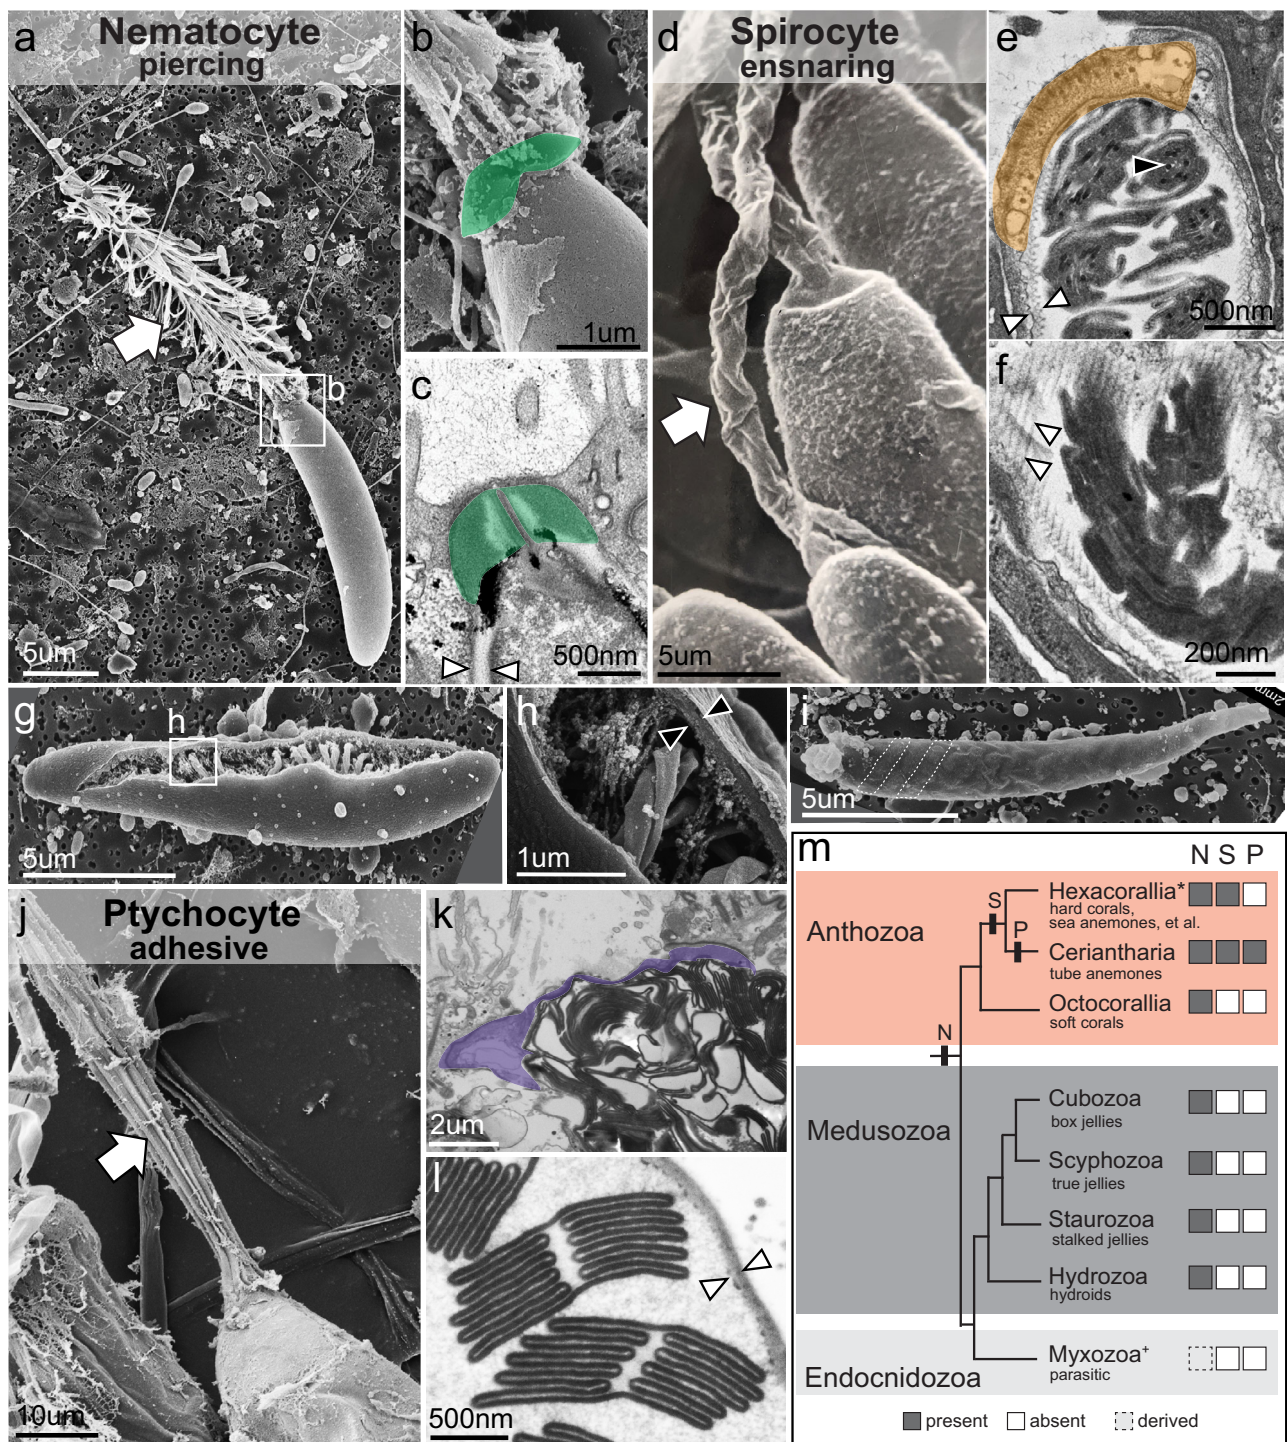 a
Nematocyte
piercing
b
5um
b
1um
c
500nm
d
Spirocyte
ensnaring
5um
e
500nm
f
200nm
g
h
5um
h
1um
i
2mm
5um
j
Ptychocyte
adhesive
10um
k
2um
l
500nm
m
N S P
Anthozoa
S
Hexacorallia*
hard corals,
sea anemones, et al.
P
Ceriantharia
tube anemones
Octocorallia
soft corals
N
Medusozoa
Cubozoa
box jellies
Scyphozoa
true jellies
Staurozoa
stalked jellies
Hydrozoa
hydroids
Myxozoa+
parasitic
Endocnidozoa
present absent derived